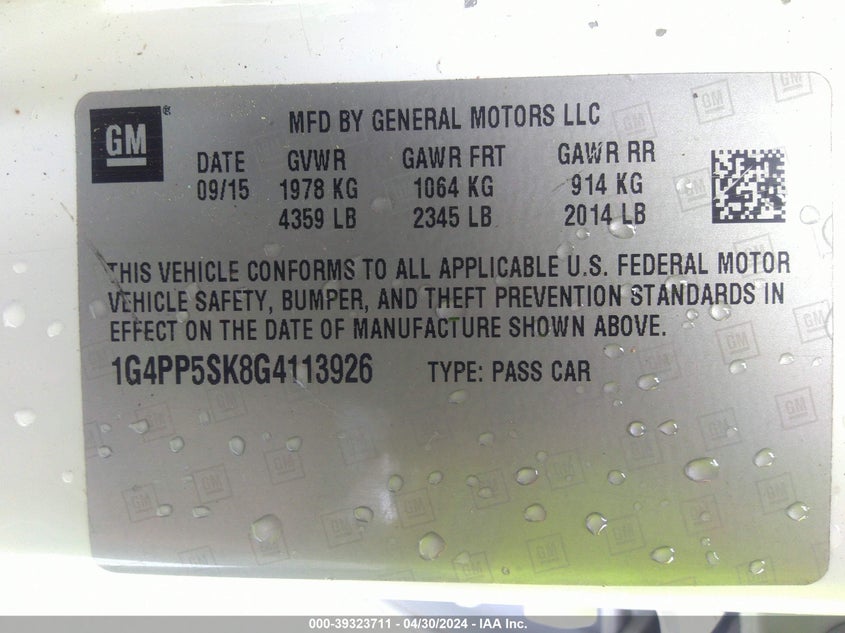 GM
MFD BY GENERAL MOTORS LLC
DATE GVWR GAWR FRT GAWR RR
09/15 1978 KG 1064 KG 914 KG
4359 LB 2345 LB 2014 LB
THIS VEHICLE CONFORMS TO ALL APPLICABLE U.S. FEDERAL MOTOR
VEHICLE SAFETY, BUMPER, AND THEFT PREVENTION STANDARDS IN
EFFECT ON THE DATE OF MANUFACTURE SHOWN ABOVE.
1G4PP5SK8G4113926 TYPE: PASS CAR
000-39323711 - 04/30/2024 - IAA Inc.